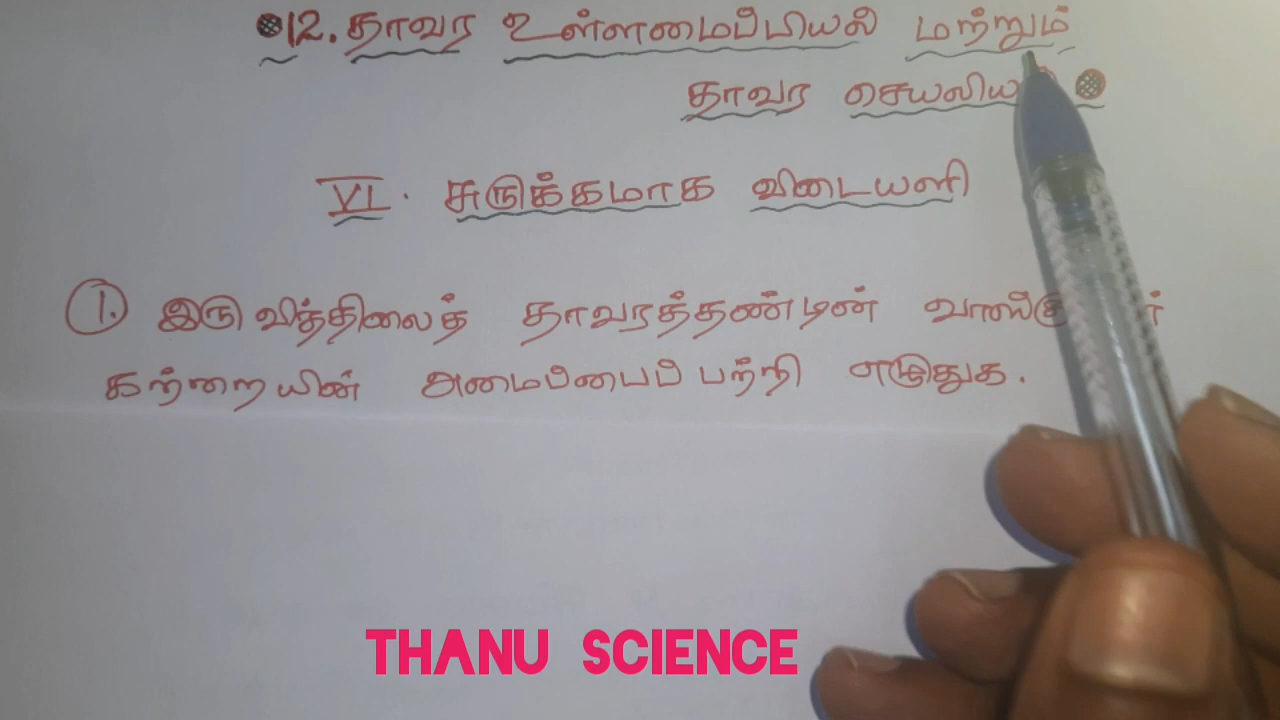 12. தாவர உள்ளமைப்பியல் மற்றும்
தாவர
VI. சுருக்கமாக விடையளி
1. இருவித்திலைத் தாவரத்தண்டின்
கற்றையின் அமைப்பைப் பற்றி எழுதுக.
THANU SCIENCE